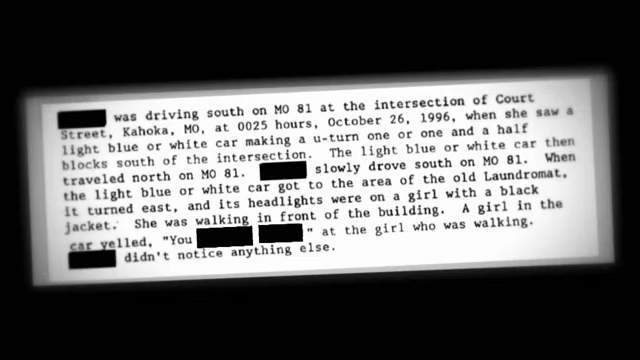 was driving south on MO 81 at the intersection of Court
Street, Kahoka, MO, at 0025 hours, October 26, 1996, when she saw a
light blue or white car making a u-turn one or one and a half
blocks south of the intersection. The light blue or white car then
traveled north on MO 81. slowly drove south on MO 81. When
the light blue or white car got to the area of the old Laundromat,
it turned east, and its headlights were on a girl with a black
jacket. She was walking in front of the building. A girl in the
car yelled, "You " at the girl who was walking.
didn't notice anything else.